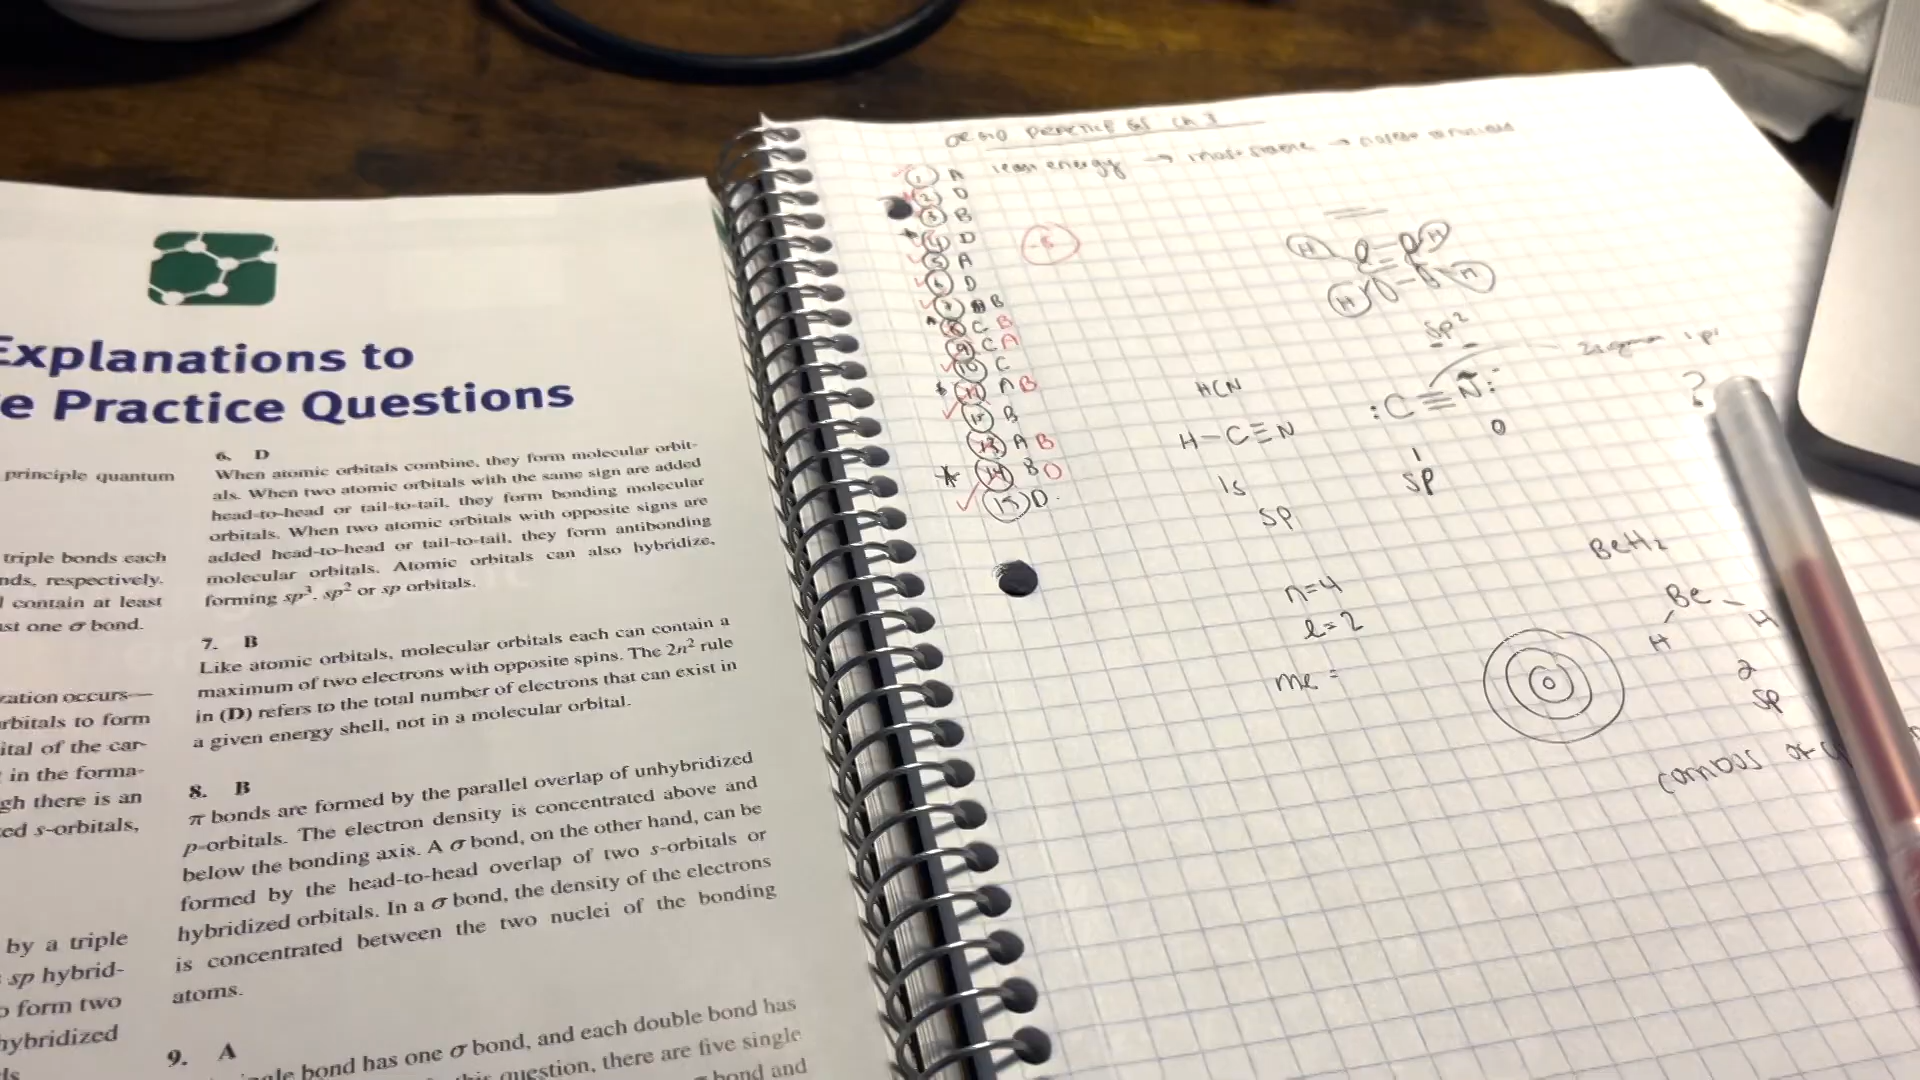 Explanations to
e Practice Questions
principle quantum
triple bonds each
nds, respectively.
contain at least
st one σ bond.
zation occurs—
rbitals to form
ital of the car-
in the forma-
gh there is an
ed s-orbitals,
by a triple
sp hybrid-
o form two
hybridized
6. D
When atomic orbitals combine, they form molecular orbit-
als. When two atomic orbitals with the same sign are added
head-to-head or tail-to-tail, they form bonding molecular
orbitals. When two atomic orbitals with opposite signs are
added head-to-head or tail-to-tail, they form antibonding
molecular orbitals. Atomic orbitals can also hybridize,
forming sp³, sp² or sp orbitals.
7. B
Like atomic orbitals, molecular orbitals each can contain a
maximum of two electrons with opposite spins. The 2n² rule
in (D) refers to the total number of electrons that can exist in
a given energy shell, not in a molecular orbital.
8. B
π bonds are formed by the parallel overlap of unhybridized
p-orbitals. The electron density is concentrated above and
below the bonding axis. A σ bond, on the other hand, can be
formed by the head-to-head overlap of two s-orbitals or
hybridized orbitals. In a σ bond, the density of the electrons
is concentrated between the two nuclei of the bonding
atoms.
9. A
bond has one σ bond, and each double bond has
question, there are five single
bond and
PRACTICE QS Ch 3
least energy → most stable →
1 A
2 D
3 B
4 D
5 A
6 D
7 B
8 C B
9 C A
10 C
11 A B
12 B
13 A B
14 B D
15 D
-5
H H
H H
sp²
HCN
H-C≡N
1s
sp
:C≡N:
0
1
sp
?
n=4
l=2
me =
BeH₂
Be
H H
2
sp
combos of